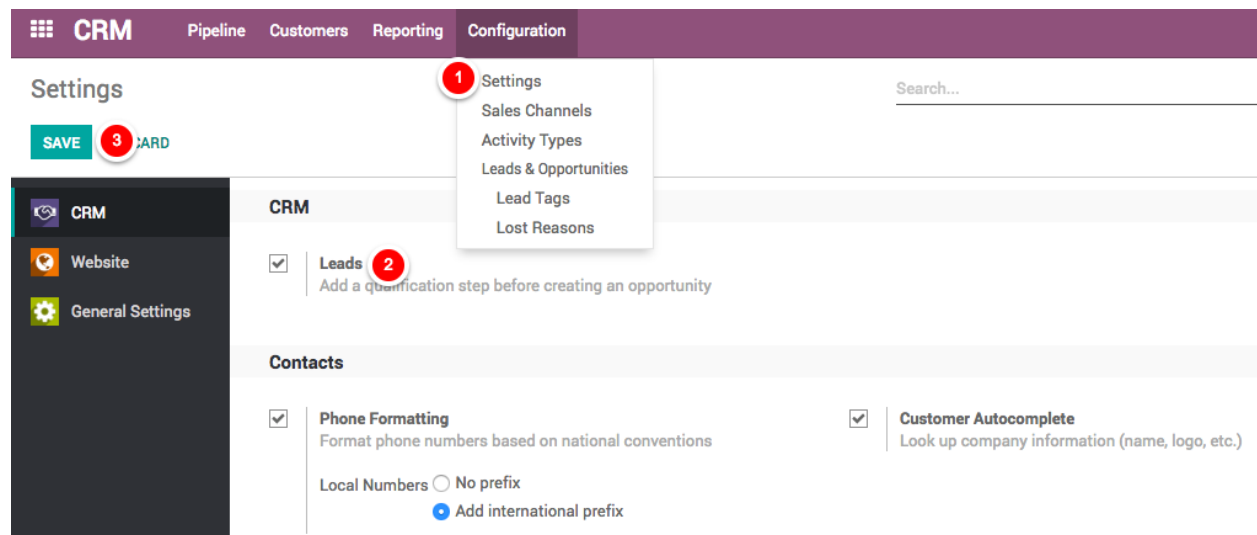 CRM Pipeline Customers Reporting Configuration
Settings
Search...
1 Settings
Sales Channels
Activity Types
Leads & Opportunities
Lead Tags
Lost Reasons
SAVE 3 CARD
CRM
Website
General Settings
CRM
Leads 2
Add a qualification step before creating an opportunity
Contacts
Phone Formatting
Format phone numbers based on national conventions
Local Numbers No prefix
Add international prefix
Customer Autocomplete
Look up company information (name, logo, etc.)